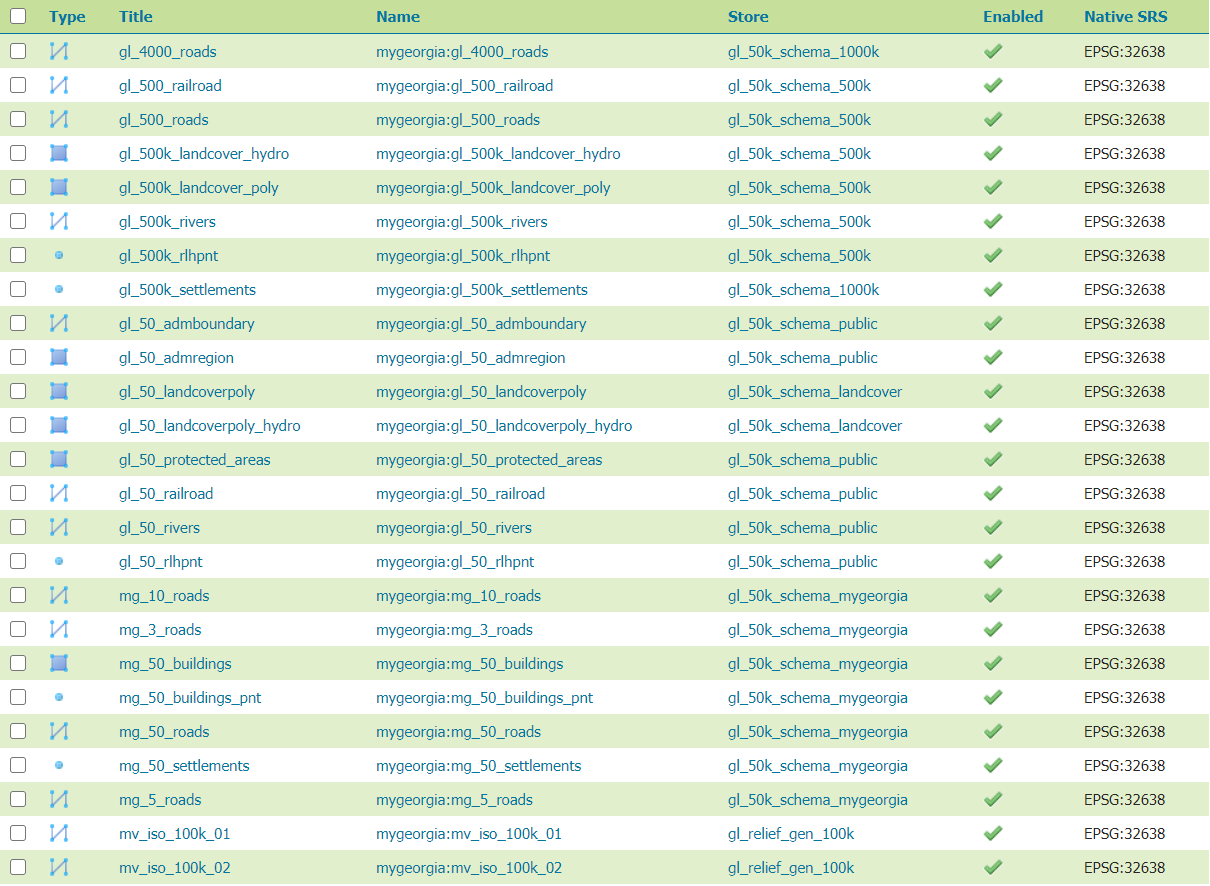 Type Title Name Store Enabled Native SRS
gl_4000_roads mygeorgia:gl_4000_roads gl_50k_schema_1000k EPSG:32638
gl_500_railroad mygeorgia:gl_500_railroad gl_50k_schema_500k EPSG:32638
gl_500_roads mygeorgia:gl_500_roads gl_50k_schema_500k EPSG:32638
gl_500k_landcover_hydro mygeorgia:gl_500k_landcover_hydro gl_50k_schema_500k EPSG:32638
gl_500k_landcover_poly mygeorgia:gl_500k_landcover_poly gl_50k_schema_500k EPSG:32638
gl_500k_rivers mygeorgia:gl_500k_rivers gl_50k_schema_500k EPSG:32638
gl_500k_rlhpnt mygeorgia:gl_500k_rlhpnt gl_50k_schema_500k EPSG:32638
gl_500k_settlements mygeorgia:gl_500k_settlements gl_50k_schema_1000k EPSG:32638
gl_50_admboundary mygeorgia:gl_50_admboundary gl_50k_schema_public EPSG:32638
gl_50_admregion mygeorgia:gl_50_admregion gl_50k_schema_public EPSG:32638
gl_50_landcoverpoly mygeorgia:gl_50_landcoverpoly gl_50k_schema_landcover EPSG:32638
gl_50_landcoverpoly_hydro mygeorgia:gl_50_landcoverpoly_hydro gl_50k_schema_landcover EPSG:32638
gl_50_protected_areas mygeorgia:gl_50_protected_areas gl_50k_schema_public EPSG:32638
gl_50_railroad mygeorgia:gl_50_railroad gl_50k_schema_public EPSG:32638
gl_50_rivers mygeorgia:gl_50_rivers gl_50k_schema_public EPSG:32638
gl_50_rlhpnt mygeorgia:gl_50_rlhpnt gl_50k_schema_public EPSG:32638
mg_10_roads mygeorgia:mg_10_roads gl_50k_schema_mygeorgia EPSG:32638
mg_3_roads mygeorgia:mg_3_roads gl_50k_schema_mygeorgia EPSG:32638
mg_50_buildings mygeorgia:mg_50_buildings gl_50k_schema_mygeorgia EPSG:32638
mg_50_buildings_pnt mygeorgia:mg_50_buildings_pnt gl_50k_schema_mygeorgia EPSG:32638
mg_50_roads mygeorgia:mg_50_roads gl_50k_schema_mygeorgia EPSG:32638
mg_50_settlements mygeorgia:mg_50_settlements gl_50k_schema_mygeorgia EPSG:32638
mg_5_roads mygeorgia:mg_5_roads gl_50k_schema_mygeorgia EPSG:32638
mv_iso_100k_01 mygeorgia:mv_iso_100k_01 gl_relief_gen_100k EPSG:32638
mv_iso_100k_02 mygeorgia:mv_iso_100k_02 gl_relief_gen_100k EPSG:32638